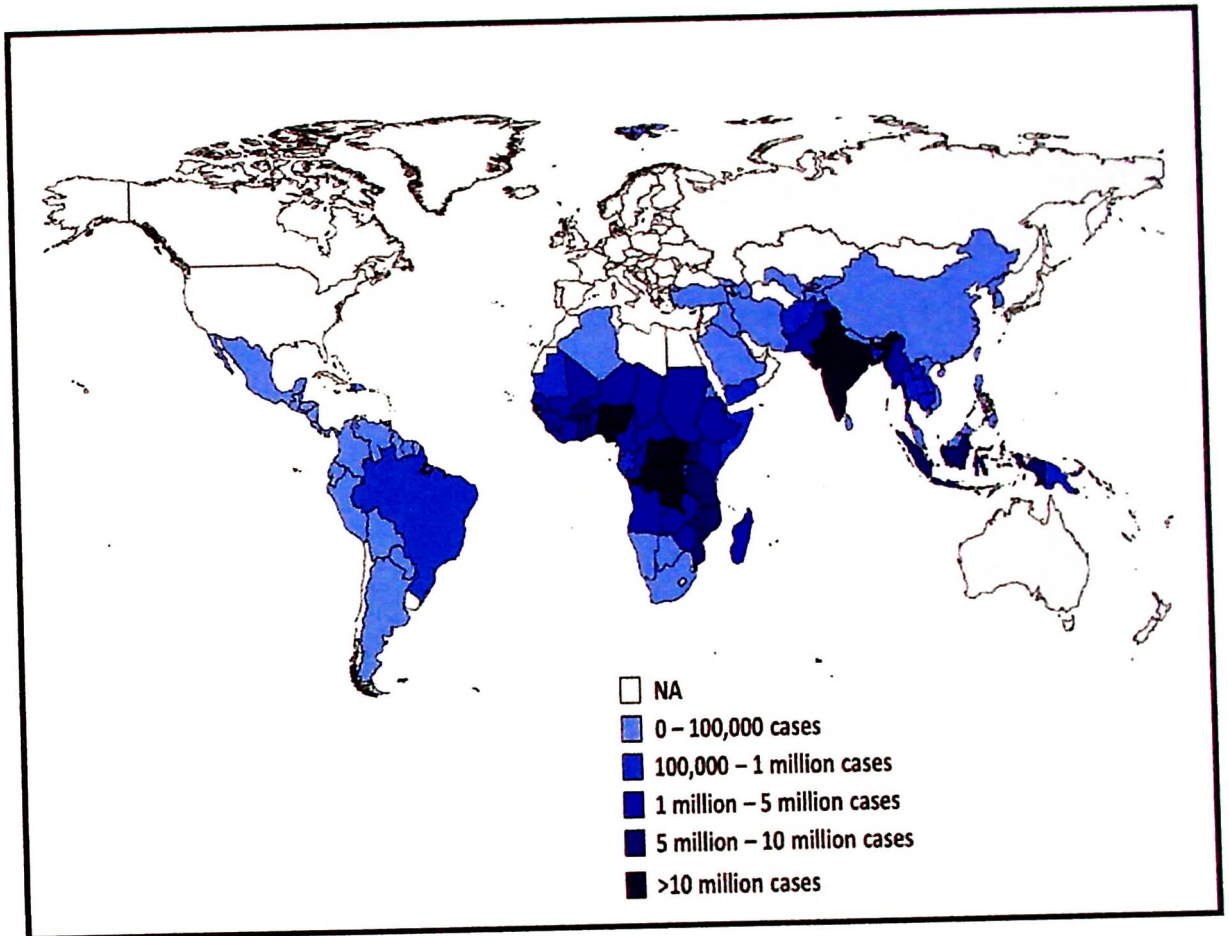 NA
0 – 100,000 cases
100,000 – 1 million cases
1 million – 5 million cases
5 million – 10 million cases
>10 million cases